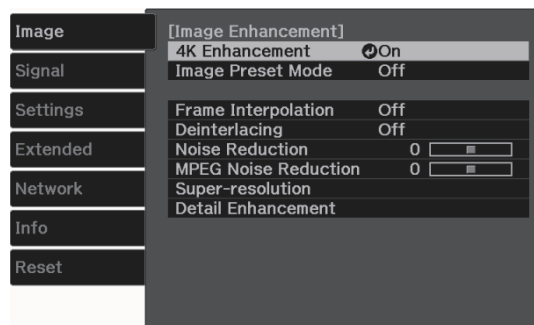 Image
Signal
Settings
Extended
Network
Info
Reset
[Image Enhancement]
4K Enhancement On
Image Preset Mode Off
Frame Interpolation Off
Deinterlacing Off
Noise Reduction 0
MPEG Noise Reduction 0
Super-resolution
Detail Enhancement